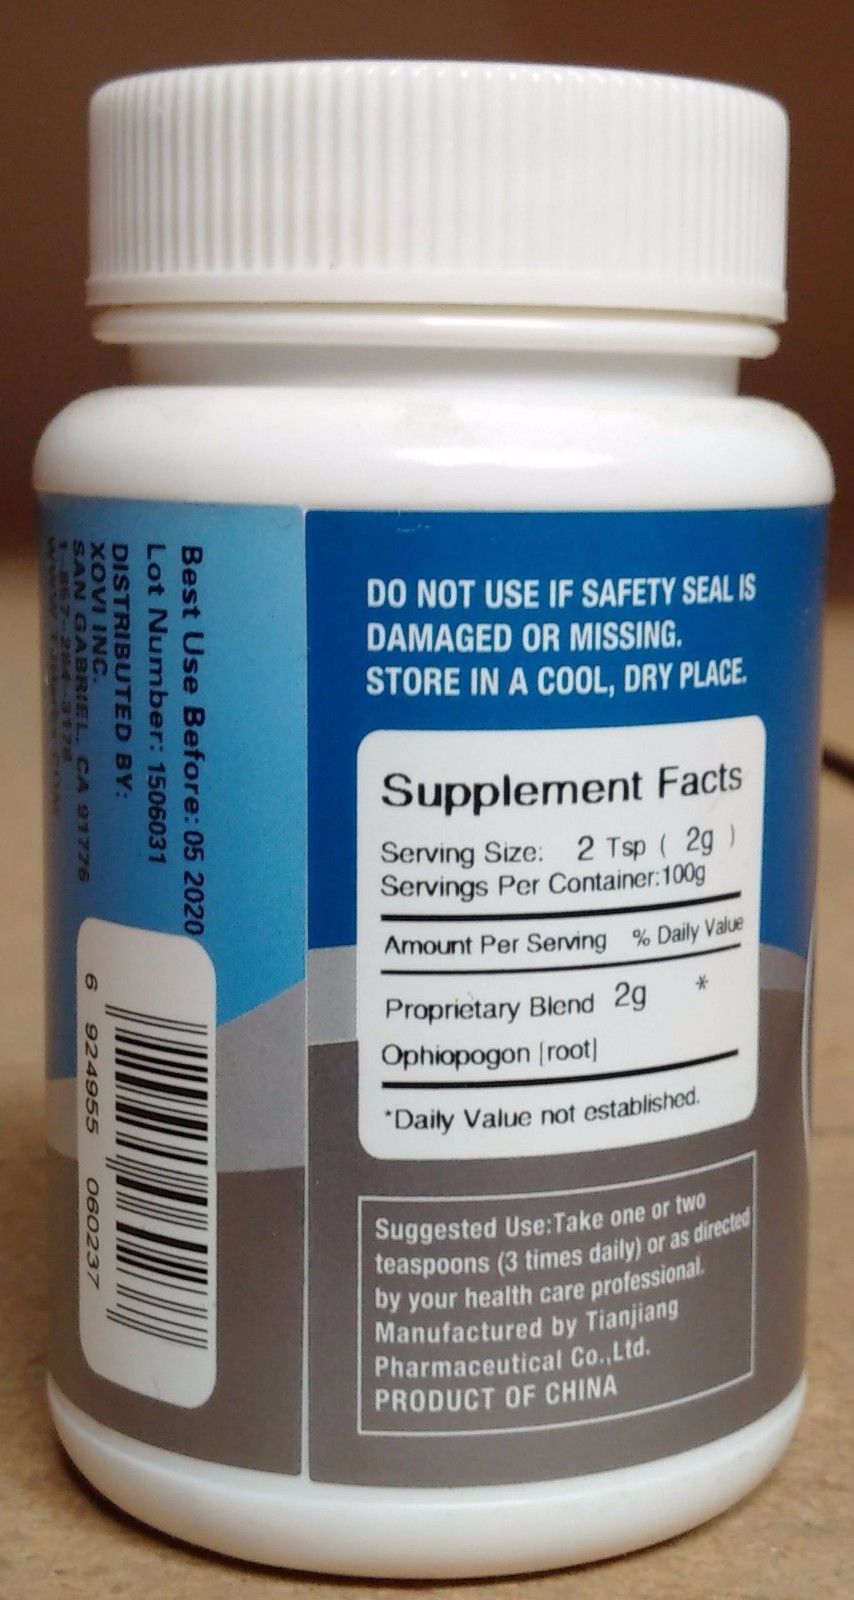 Best Use Before: 05 2020
Lot Number: 1506031
DISTRIBUTED BY:
XOVI INC.
SAN GABRIEL, CA 91776
6 924955 060237
DO NOT USE IF SAFETY SEAL IS
DAMAGED OR MISSING.
STORE IN A COOL, DRY PLACE.
Supplement Facts
Serving Size: 2 Tsp ( 2g )
Servings Per Container:100g
Amount Per Serving % Daily Value
Proprietary Blend 2g *
Ophiopogon [root]
*Daily Value not established.
Suggested Use:Take one or two
teaspoons (3 times daily) or as directed
by your health care professional.
Manufactured by Tianjiang
Pharmaceutical Co.,Ltd.
PRODUCT OF CHINA